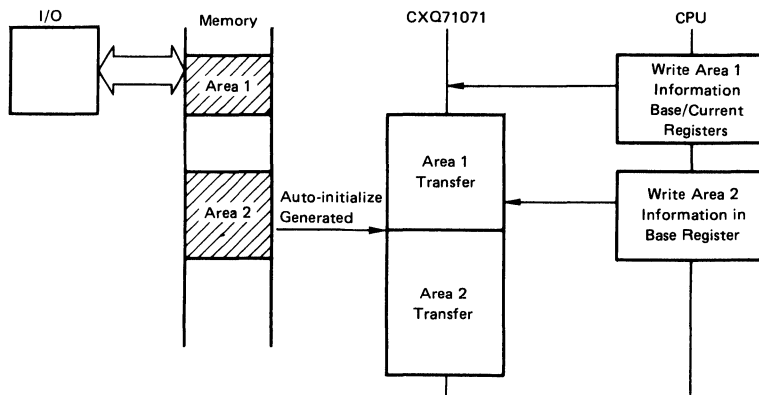 I/O
Memory
CXQ71071
CPU
Area 1
Write Area 1
Information
Base/Current
Registers
Area 1
Transfer
Area 2
Auto-initialize
Generated
Write Area 2
Information in
Base Register
Area 2
Transfer